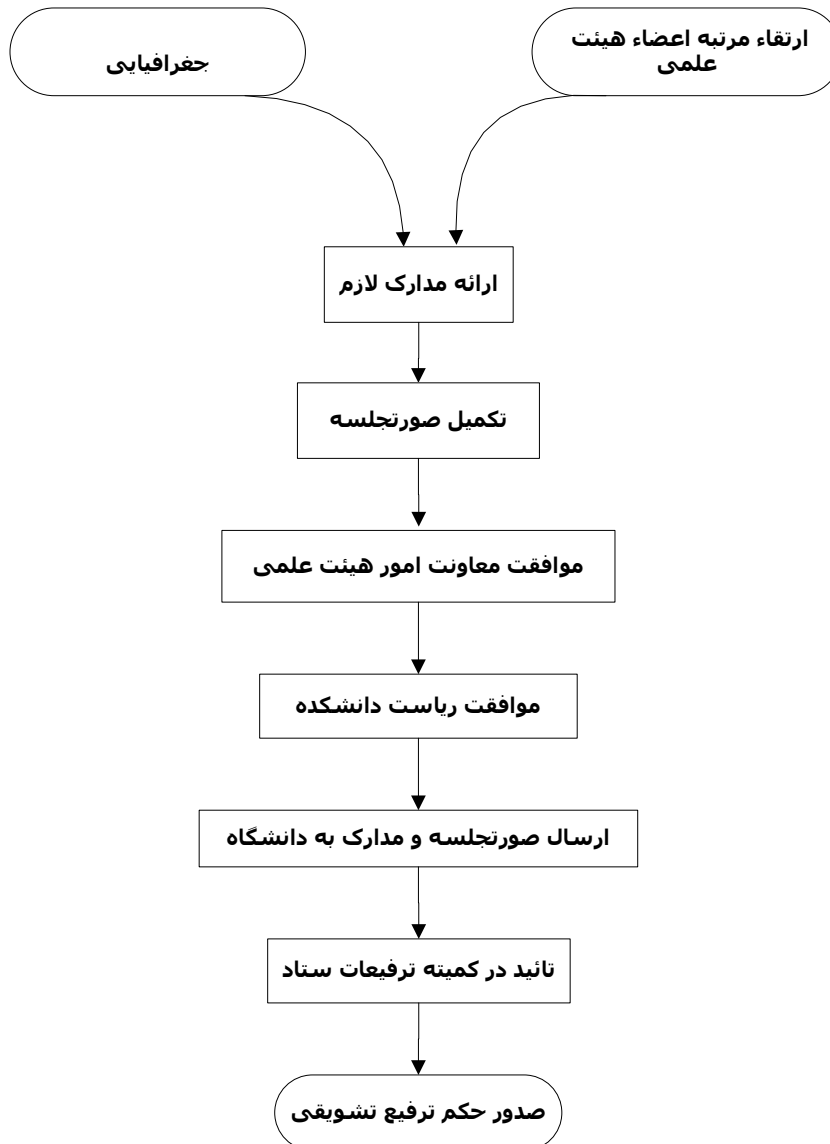 ارتقاء مرتبه اعضاء هیئت
علمی
جغرافیایی
ارائه مدارک لازم
تکمیل صورتجلسه
موافقت معاونت امور هیئت علمی
موافقت ریاست دانشکده
ارسال صورتجلسه و مدارک به دانشگاه
تائید در کمیته ترفیعات ستاد
صدور حکم ترفیع تشویقی